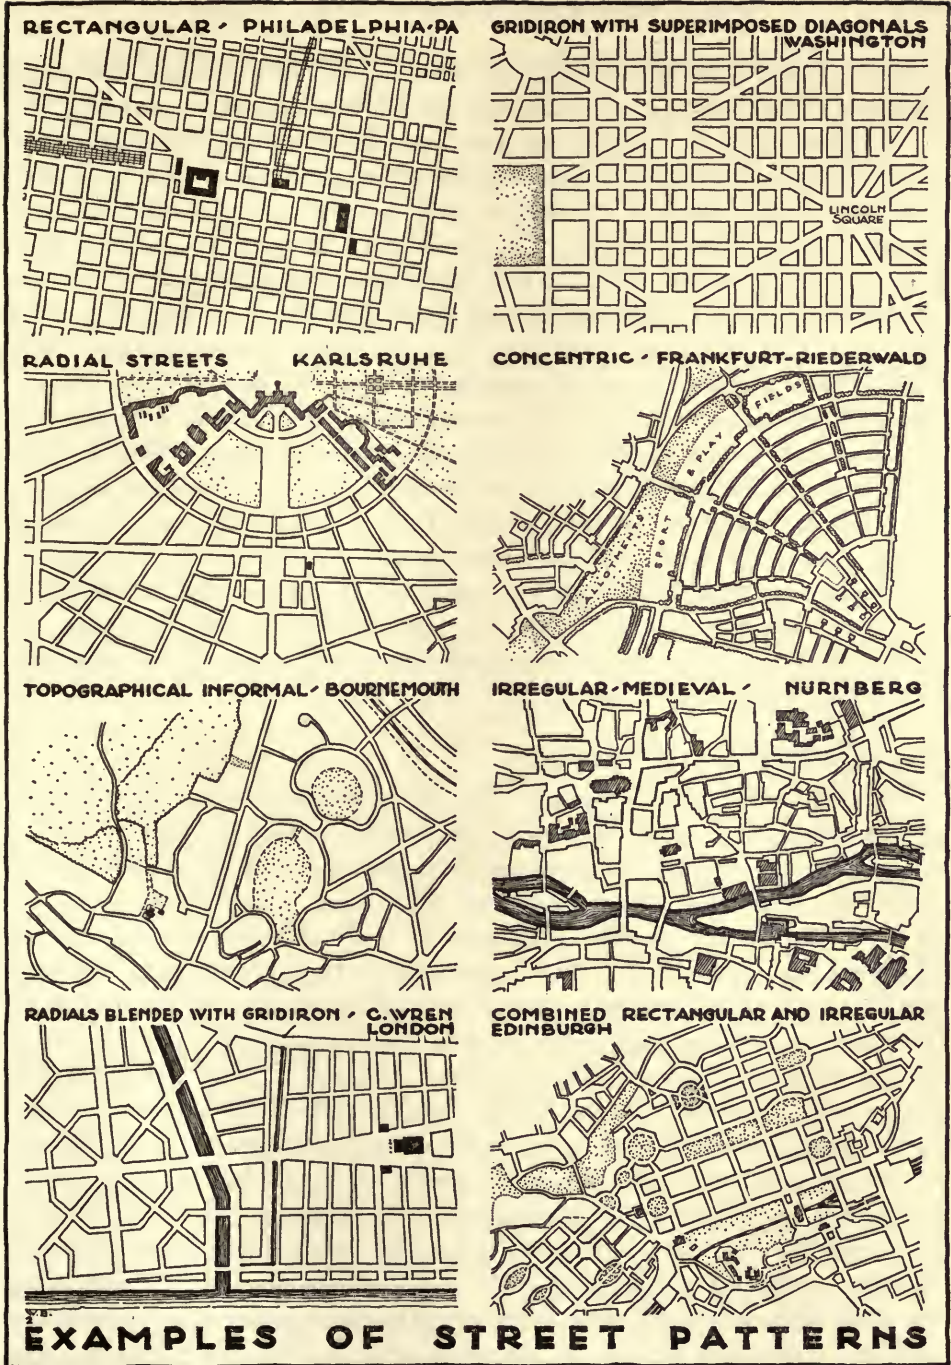 RECTANGULAR - PHILADELPHIA-PA
GRIDIRON WITH SUPERIMPOSED DIAGONALS
WASHINGTON
LINCOLN
SQUARE
RADIAL STREETS KARLSRUHE
CONCENTRIC - FRANKFURT-RIEDERWALD
FIELDS
& PLAY
SPORT
TOPOGRAPHICAL INFORMAL - BOURNEMOUTH
IRREGULAR-MEDIEVAL - NÜRNBERG
RADIALS BLENDED WITH GRIDIRON - C. WREN
LONDON
COMBINED RECTANGULAR AND IRREGULAR
EDINBURGH
EXAMPLES OF STREET PATTERNS